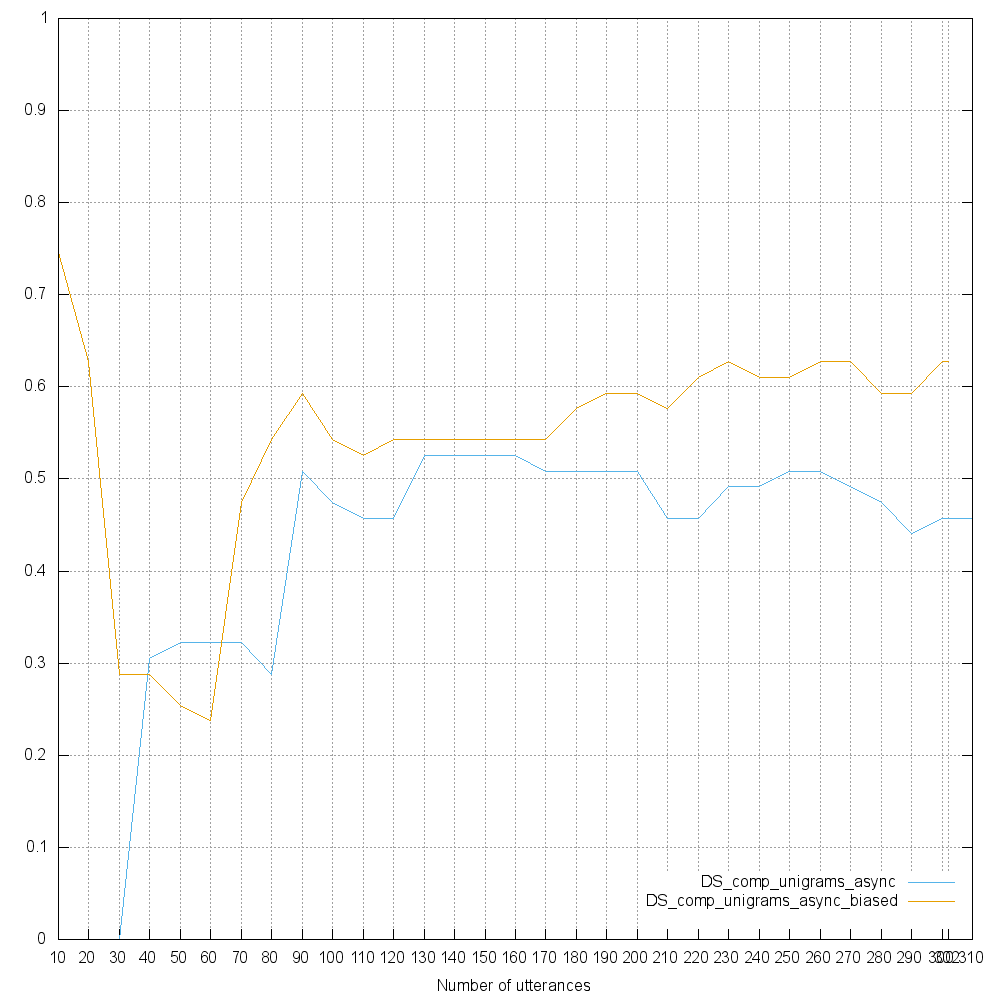 1
0.9
0.8
0.7
0.6
0.5
0.4
0.3
0.2
0.1
0
DS_comp_unigrams_async
DS_comp_unigrams_async_biased
10 20 30 40 50 60 70 80 90 100 110 120 130 140 150 160 170 180 190 200 210 220 230 240 250 260 270 280 290 300 302 310
Number of utterances